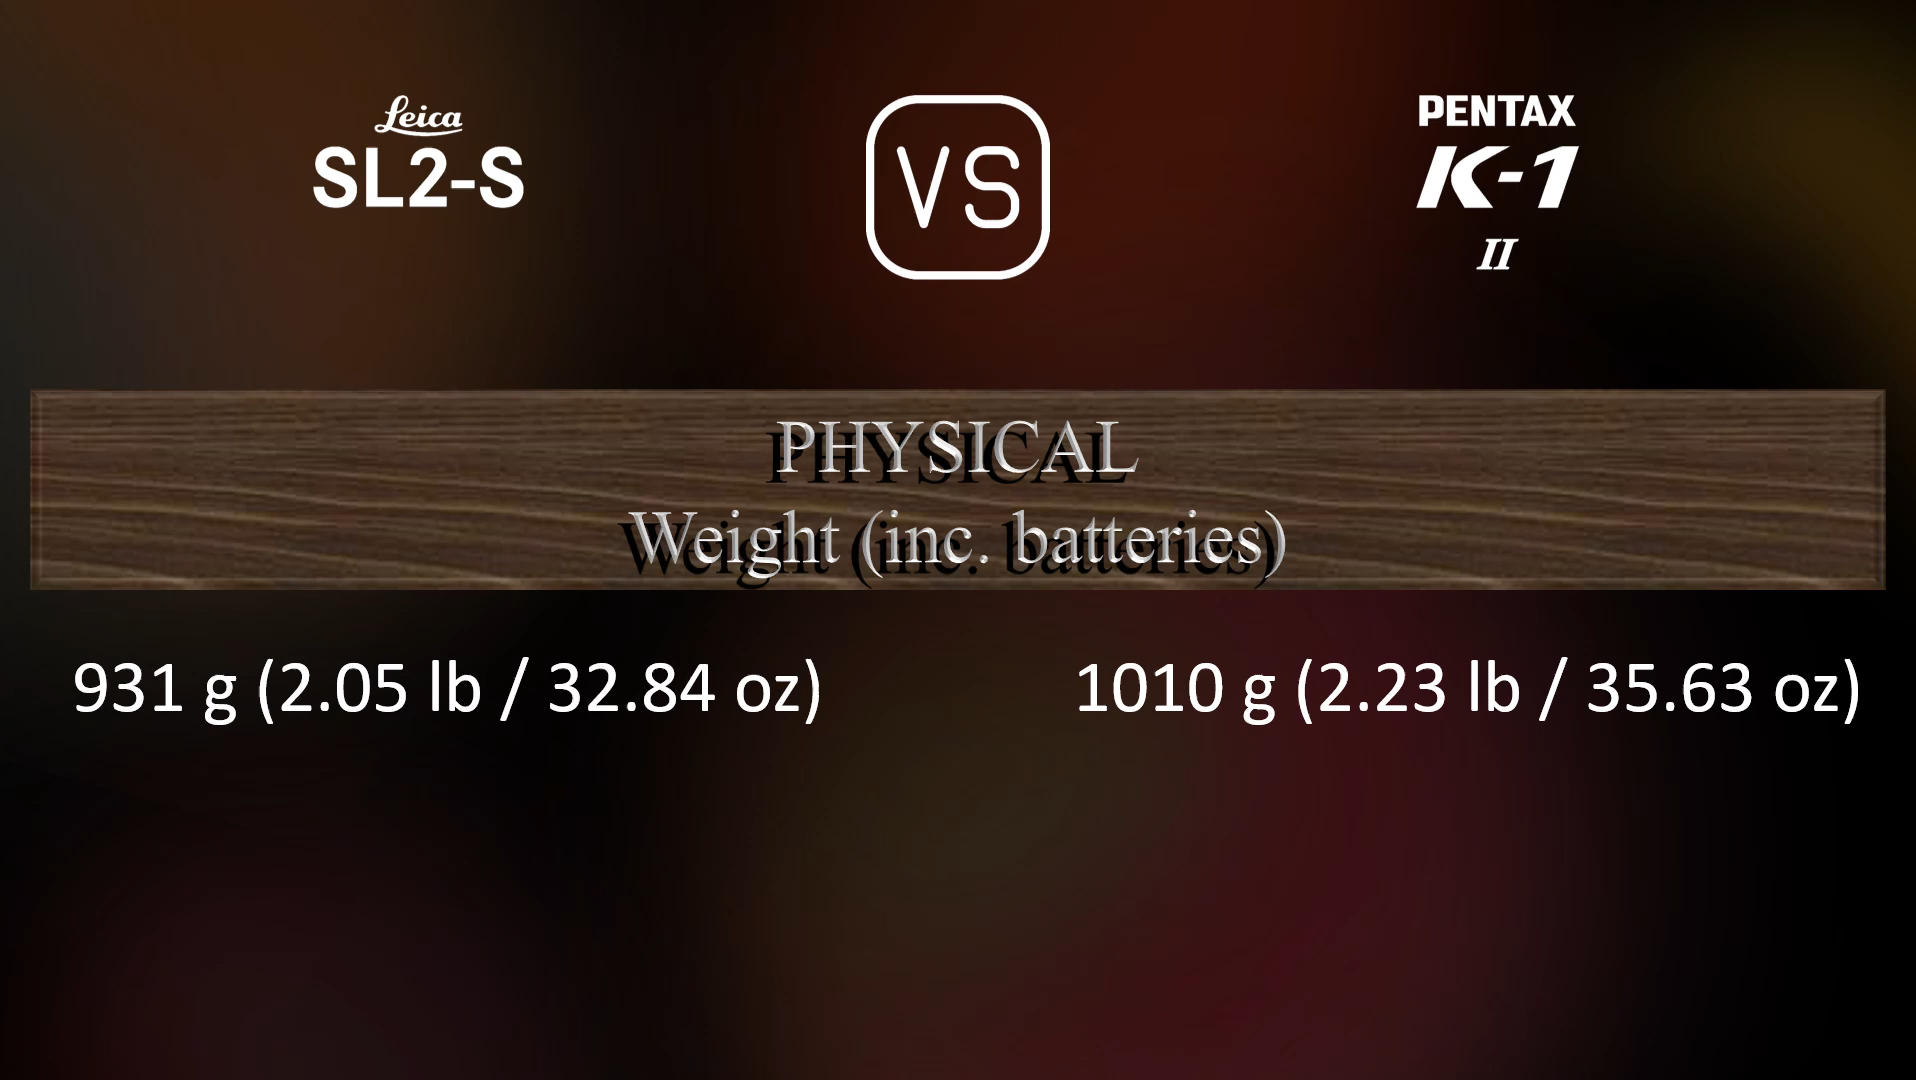 Leica
SL2-S
VS
PENTAX
K-1
II
PHYSICAL
Weight (inc. batteries)
931 g (2.05 lb / 32.84 oz)
1010 g (2.23 lb / 35.63 oz)